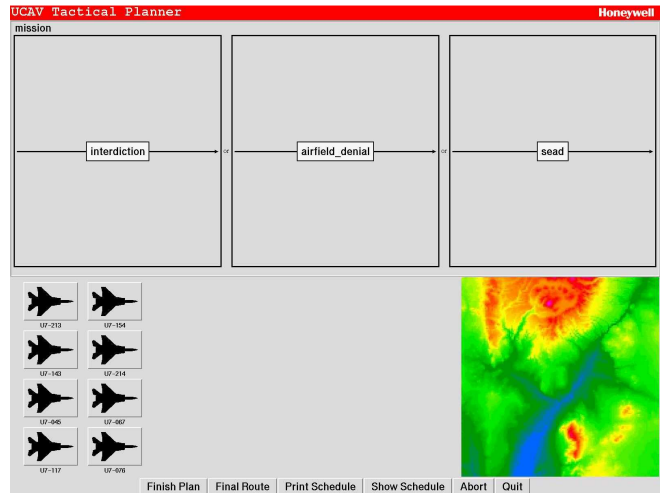 UCAV Tactical Planner Honeywell
mission
interdiction or airfield_denial or sead
U7-213 U7-154
U7-143 U7-214
U7-045 U7-067
U7-117 U7-076
Finish Plan Final Route Print Schedule Show Schedule Abort Quit